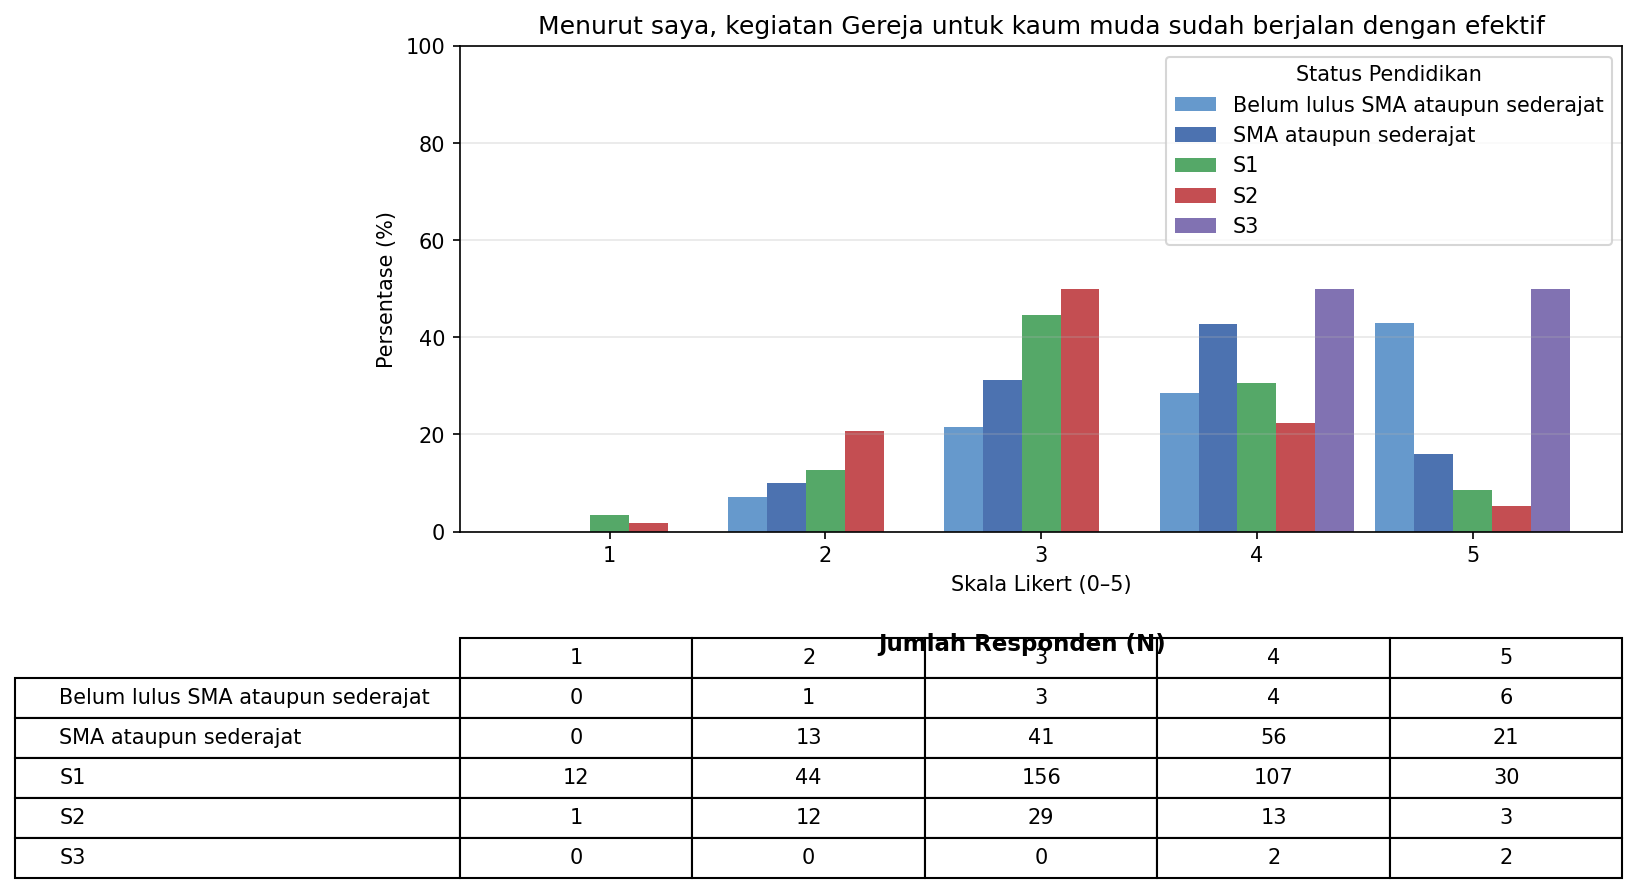 Menurut saya, kegiatan Gereja untuk kaum muda sudah berjalan dengan efektif
100
80
60
40
20
0
Persentase (%)
Status Pendidikan
Belum lulus SMA ataupun sederajat
SMA ataupun sederajat
S1
S2
S3
1 2 3 4 5
Skala Likert (0–5)
Jumlah Responden (N)
1 2 3 4 5
Belum lulus SMA ataupun sederajat 0 1 3 4 6
SMA ataupun sederajat 0 13 41 56 21
S1 12 44 156 107 30
S2 1 12 29 13 3
S3 0 0 0 2 2